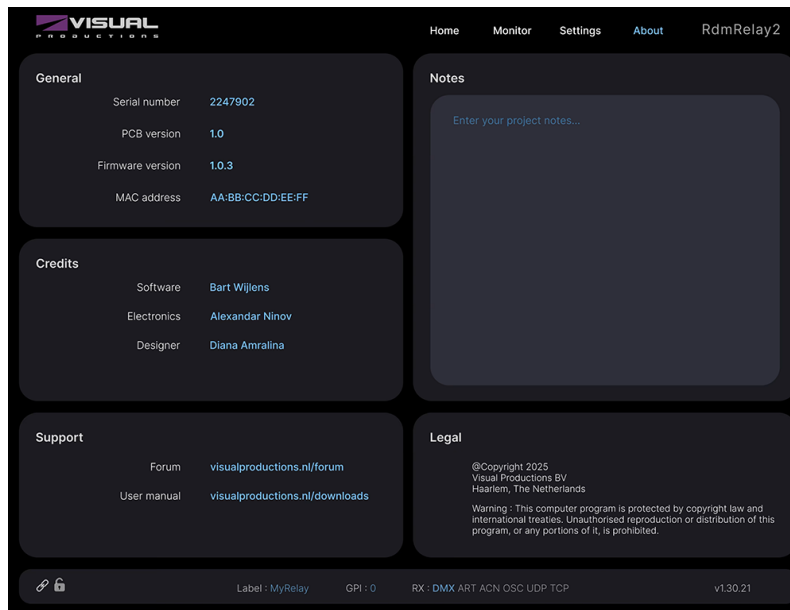 VISUAL
PRODUCTIONS
Home Monitor Settings About RdmRelay2
General
Serial number 2247902
PCB version 1.0
Firmware version 1.0.3
MAC address AA:BB:CC:DD:EE:FF
Notes
Enter your project notes...
Credits
Software Bart Wijlens
Electronics Alexandar Ninov
Designer Diana Amralina
Support
Forum visualproductions.nl/forum
User manual visualproductions.nl/downloads
Legal
@Copyright 2025
Visual Productions BV
Haarlem, The Netherlands
Warning : This computer program is protected by copyright law and
international treaties. Unauthorised reproduction or distribution of this
program, or any portions of it, is prohibited.
Label : MyRelay GPI : 0 RX : DMX ART ACN OSC UDP TCP v1.30.21